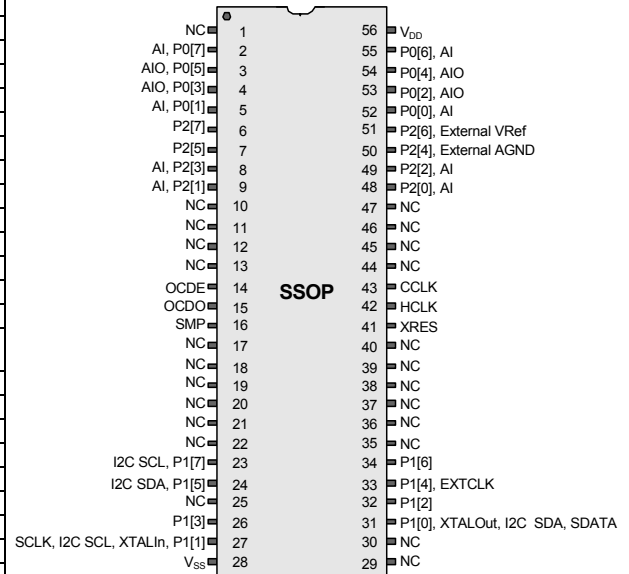 NC 1 56 VDD
AI, P0[7] 2 55 P0[6], AI
AIO, P0[5] 3 54 P0[4], AIO
AIO, P0[3] 4 53 P0[2], AIO
AI, P0[1] 5 52 P0[0], AI
P2[7] 6 51 P2[6], External VRef
P2[5] 7 50 P2[4], External AGND
AI, P2[3] 8 49 P2[2], AI
AI, P2[1] 9 48 P2[0], AI
NC 10 47 NC
NC 11 46 NC
NC 12 45 NC
NC 13 44 NC
OCDE 14 SSOP 43 CCLK
OCDO 15 42 HCLK
SMP 16 41 XRES
NC 17 40 NC
NC 18 39 NC
NC 19 38 NC
NC 20 37 NC
NC 21 36 NC
NC 22 35 NC
I2C SCL, P1[7] 23 34 P1[6]
I2C SDA, P1[5] 24 33 P1[4], EXTCLK
NC 25 32 P1[2]
P1[3] 26 31 P1[0], XTALOut, I2C SDA, SDATA
SCLK, I2C SCL, XTALIn, P1[1] 27 30 NC
VSS 28 29 NC